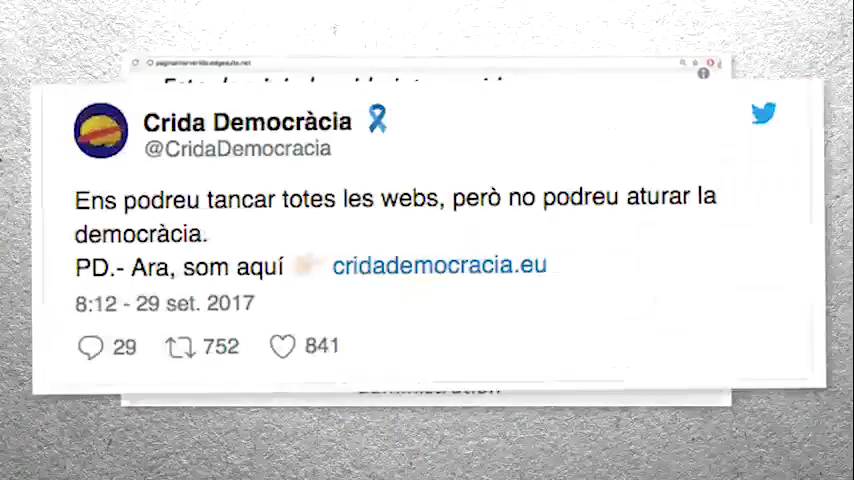 Crida Democràcia
@CridaDemocracia
Ens podreu tancar totes les webs, però no podreu aturar la
democràcia.
PD.- Ara, som aquí cridademocracia.eu
8:12 - 29 set. 2017
29 752 841